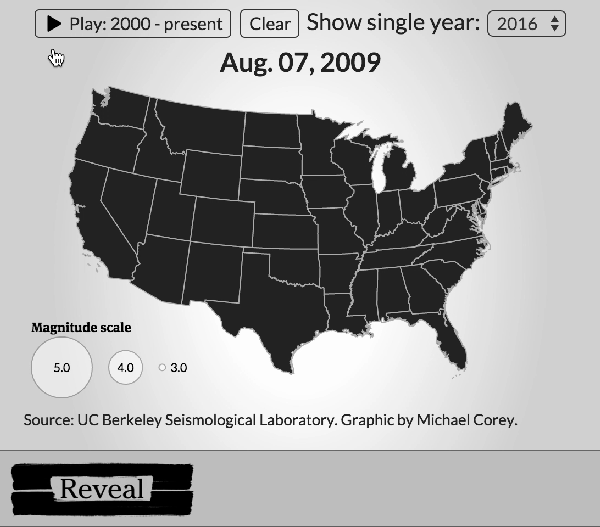 Play: 2000 - present Clear Show single year: 2016
Aug. 07, 2009
Magnitude scale
5.0 4.0 3.0
Source: UC Berkeley Seismological Laboratory. Graphic by Michael Corey.
Reveal